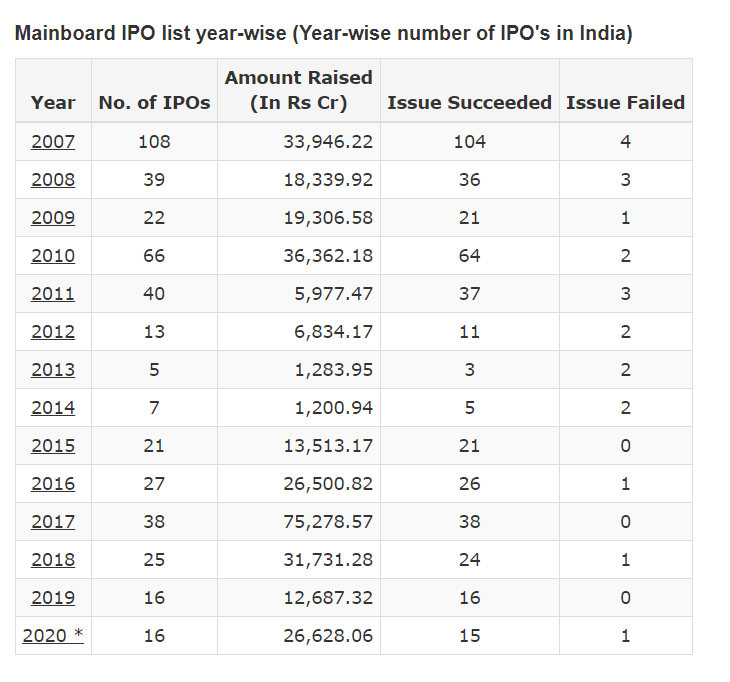 Mainboard IPO list year-wise (Year-wise number of IPO's in India)
Year No. of IPOs Amount Raised (In Rs Cr) Issue Succeeded Issue Failed
2007 108 33,946.22 104 4
2008 39 18,339.92 36 3
2009 22 19,306.58 21 1
2010 66 36,362.18 64 2
2011 40 5,977.47 37 3
2012 13 6,834.17 11 2
2013 5 1,283.95 3 2
2014 7 1,200.94 5 2
2015 21 13,513.17 21 0
2016 27 26,500.82 26 1
2017 38 75,278.57 38 0
2018 25 31,731.28 24 1
2019 16 12,687.32 16 0
2020 * 16 26,628.06 15 1